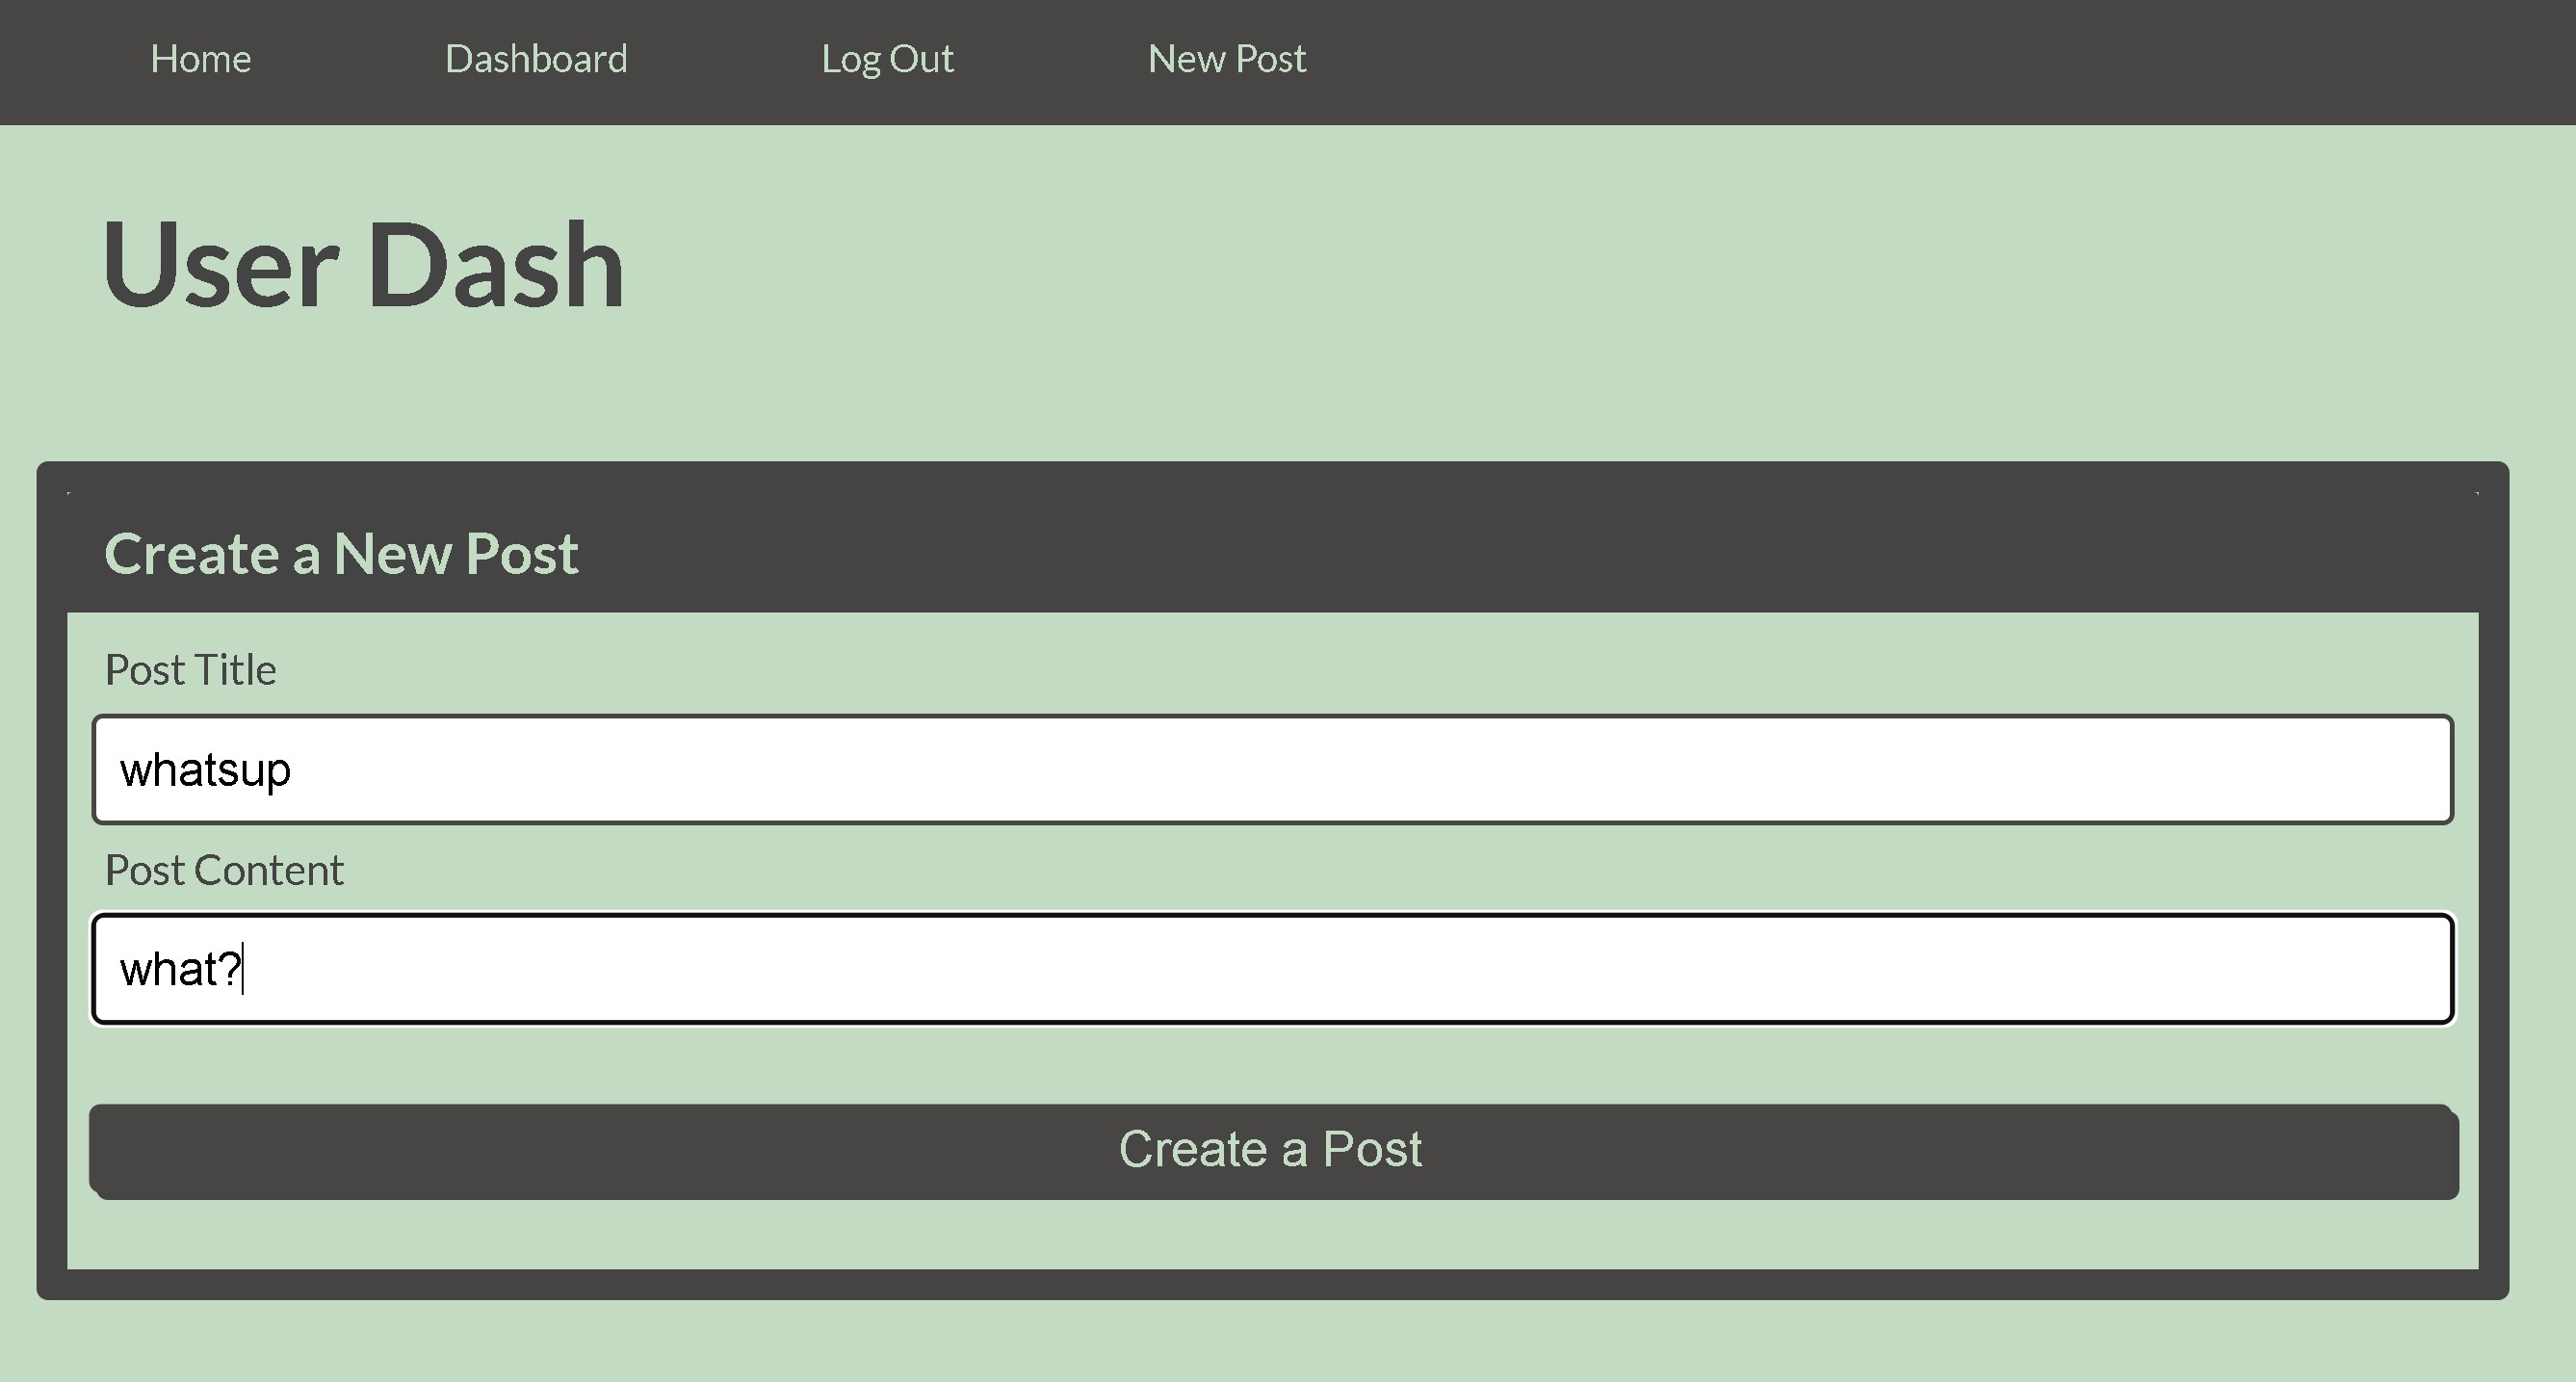 Home Dashboard Log Out New Post
User Dash
Create a New Post
Post Title
whatsup
Post Content
what?
Create a Post